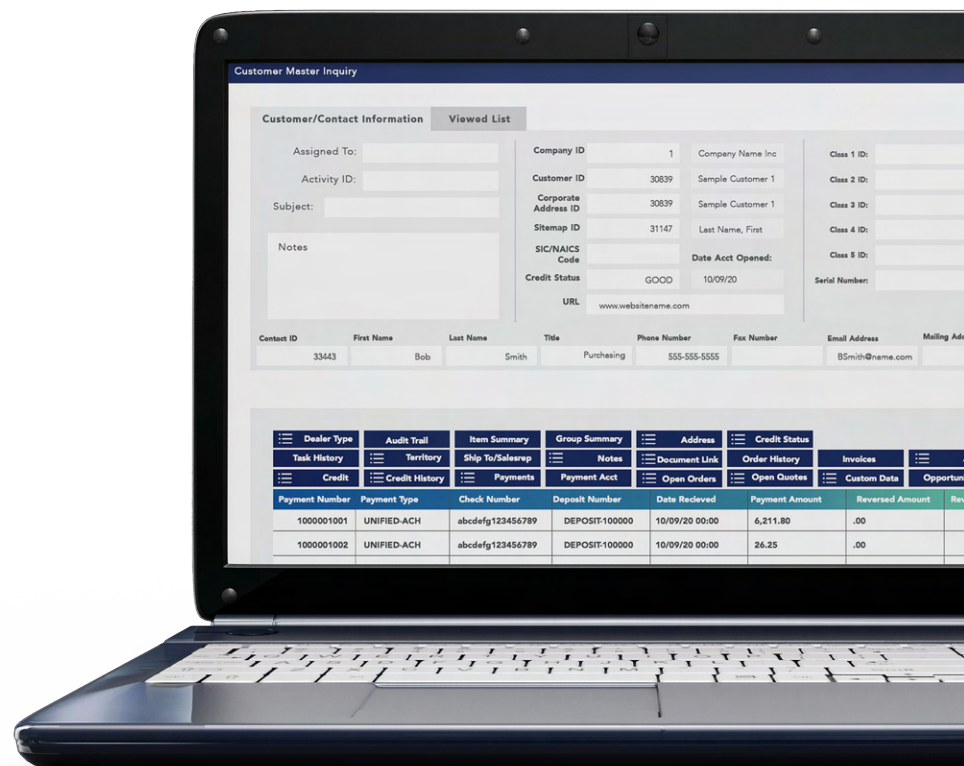 Customer Master Inquiry
Customer/Contact Information
Viewed List
Assigned To:
Activity ID:
Subject:
Notes
Company ID 1 Company Name Inc
Customer ID 30839 Sample Customer 1
Corporate
Address ID 30839 Sample Customer 1
Sitemap ID 31147 Last Name, First
SIC/NAICS
Code
Date Acct Opened:
Credit Status GOOD 10/09/20
URL www.websitename.com
Class 1 ID:
Class 2 ID:
Class 3 ID:
Class 4 ID:
Class 5 ID:
Serial Number:
Contact ID First Name Last Name Title Phone Number Fax Number Email Address Mailing
33443 Bob Smith Purchasing 555-555-5555 BSmith@name.com
Dealer Type Audit Trail Item Summary Group Summary Address Credit Status
Task History Territory Ship To/Salesrep Notes Document Link Order History Invoices
Credit Credit History Payments Payment Acct Open Orders Open Quotes Custom Data Opportun
Payment Number Payment Type Check Number Deposit Number Date Recieved Payment Amount Reversed Amount
1000001001 UNIFIED-ACH abcdefg123456789 DEPOSIT-100000 10/09/20 00:00 6,211.80 .00
1000001002 UNIFIED-ACH abcdefg123456789 DEPOSIT-100000 10/09/20 00:00 26.25 .00